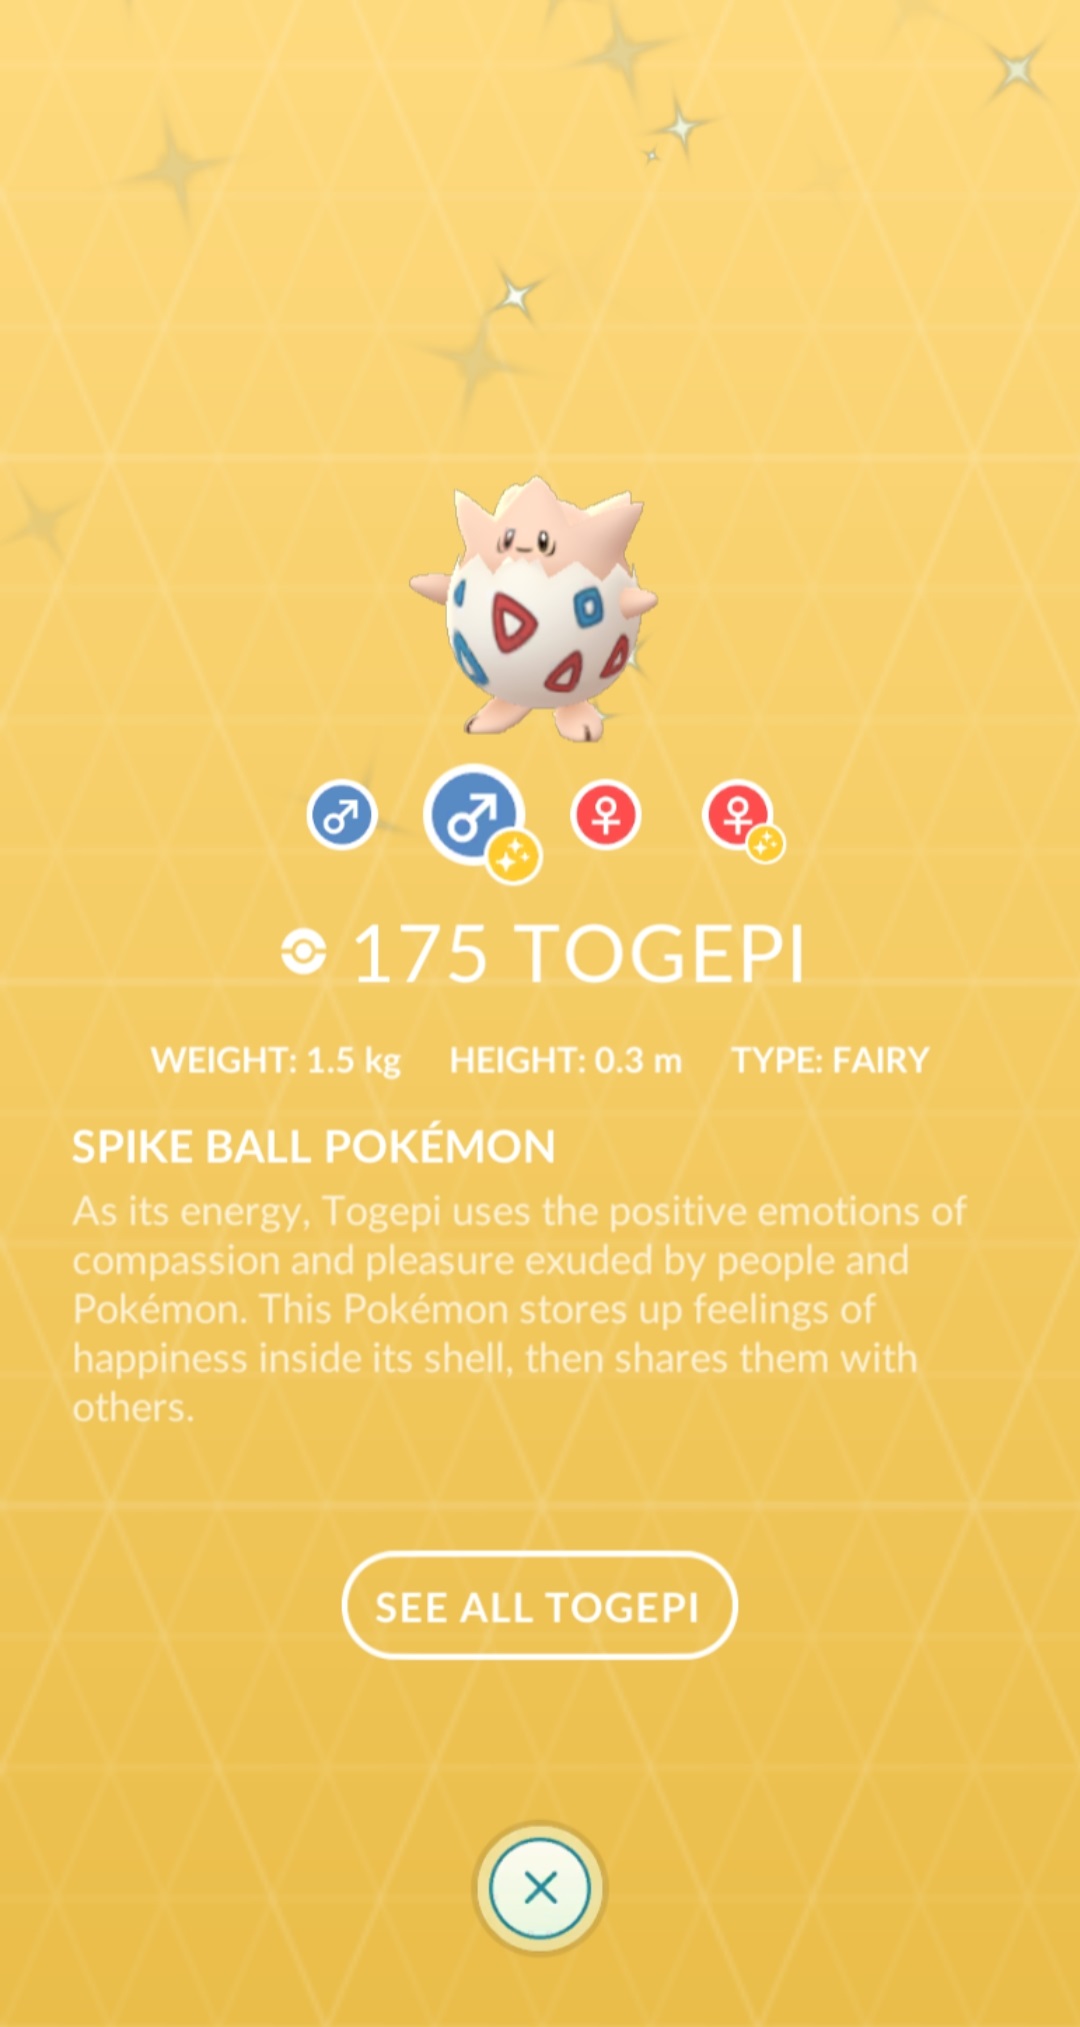 175 TOGEPI
WEIGHT: 1.5 kg HEIGHT: 0.3 m TYPE: FAIRY
SPIKE BALL POKÉMON
As its energy, Togepi uses the positive emotions of
compassion and pleasure exuded by people and
Pokémon. This Pokémon stores up feelings of
happiness inside its shell, then shares them with
others.
SEE ALL TOGEPI